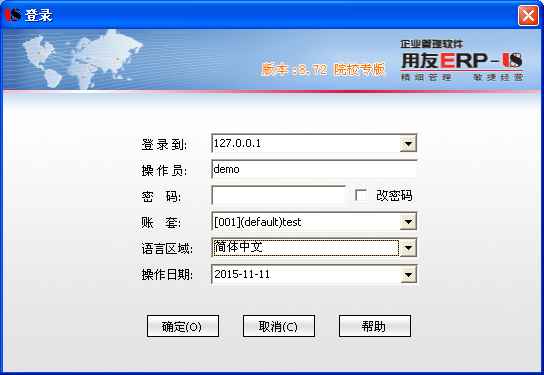 登录
企业管理软件
用友ERP-U8
版本:8.72 院校专版
精细管理 敏捷经营
登录到: 127.0.0.1
操作员: demo
密 码: 改密码
账 套: [001](default)test
语言区域: 简体中文
操作日期: 2015-11-11
确定(O) 取消(C) 帮助